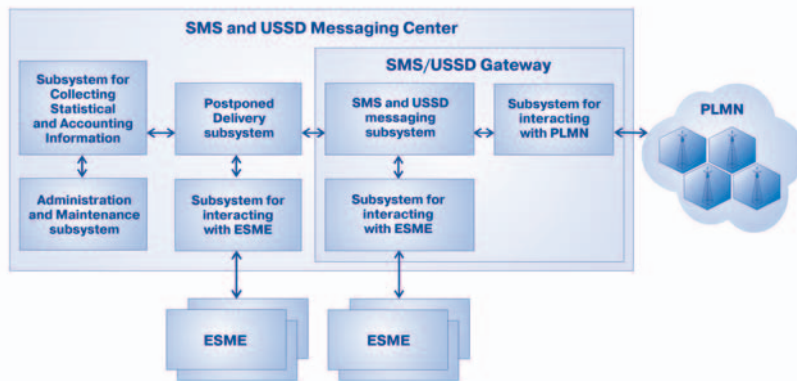 SMS and USSD Messaging Center
SMS/USSD Gateway
Subsystem for
Collecting
Statistical
and Accounting
Information
Postponed
Delivery
subsystem
SMS and USSD
messaging
subsystem
Subsystem for
interacting
with PLMN
PLMN
Administration
and Maintenance
subsystem
Subsystem for
interacting
with ESME
Subsystem for
interacting
with ESME
ESME
ESME